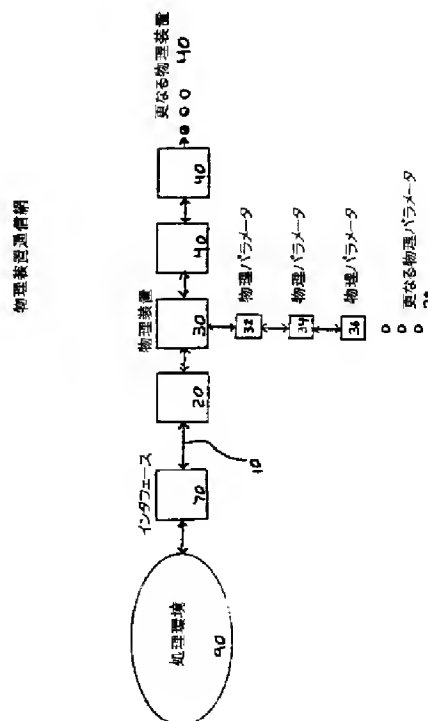 物理装置通信網
処理環境
90
インタフェース
70
10
20
物理装置
30
40
40
更なる物理装置
40
32
物理パラメータ
34
物理パラメータ
36
物理パラメータ
更なる物理パラメータ